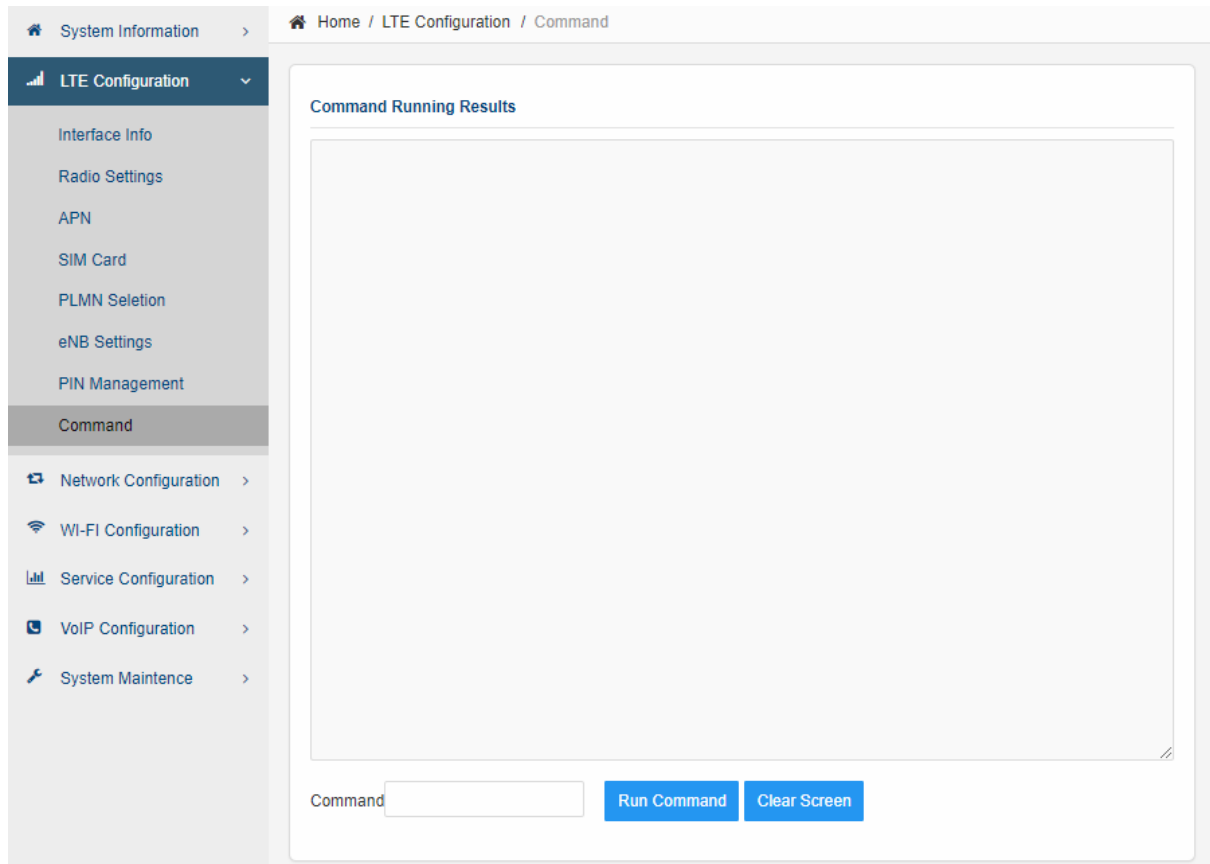 System Information
LTE Configuration
Interface Info
Radio Settings
APN
SIM Card
PLMN Seletion
eNB Settings
PIN Management
Command
Network Configuration
WI-FI Configuration
Service Configuration
VoIP Configuration
System Maintence
Home / LTE Configuration / Command
Command Running Results
Command
Run Command
Clear Screen